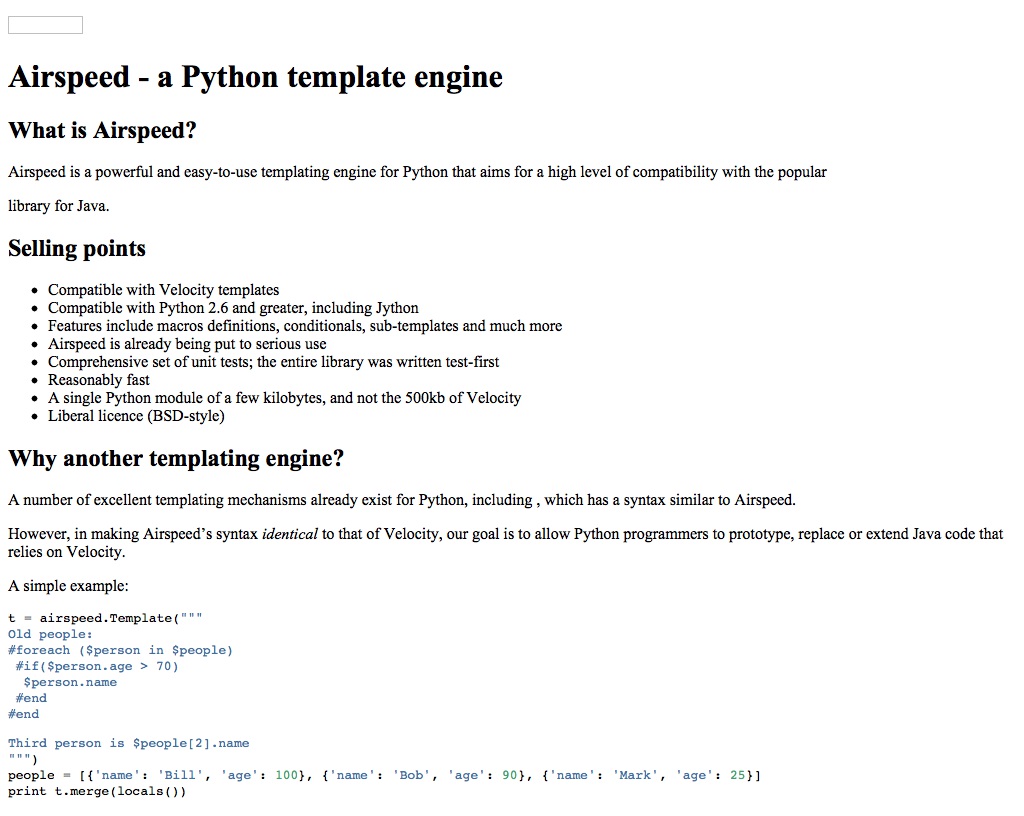 Airspeed - a Python template engine
What is Airspeed?
Airspeed is a powerful and easy-to-use templating engine for Python that aims for a high level of compatibility with the popular
library for Java.
Selling points
• Compatible with Velocity templates
• Compatible with Python 2.6 and greater, including Jython
• Features include macros definitions, conditionals, sub-templates and much more
• Airspeed is already being put to serious use
• Comprehensive set of unit tests; the entire library was written test-first
• Reasonably fast
• A single Python module of a few kilobytes, and not the 500kb of Velocity
• Liberal licence (BSD-style)
Why another templating engine?
A number of excellent templating mechanisms already exist for Python, including , which has a syntax similar to Airspeed.
However, in making Airspeed’s syntax identical to that of Velocity, our goal is to allow Python programmers to prototype, replace or extend Java code that
relies on Velocity.
A simple example:
t = airspeed.Template("""
Old people:
#foreach ($person in $people)
 #if($person.age > 70)
  $person.name
 #end
#end
Third person is $people[2].name
""")
people = [{'name': 'Bill', 'age': 100}, {'name': 'Bob', 'age': 90}, {'name': 'Mark', 'age': 25}]
print t.merge(locals())